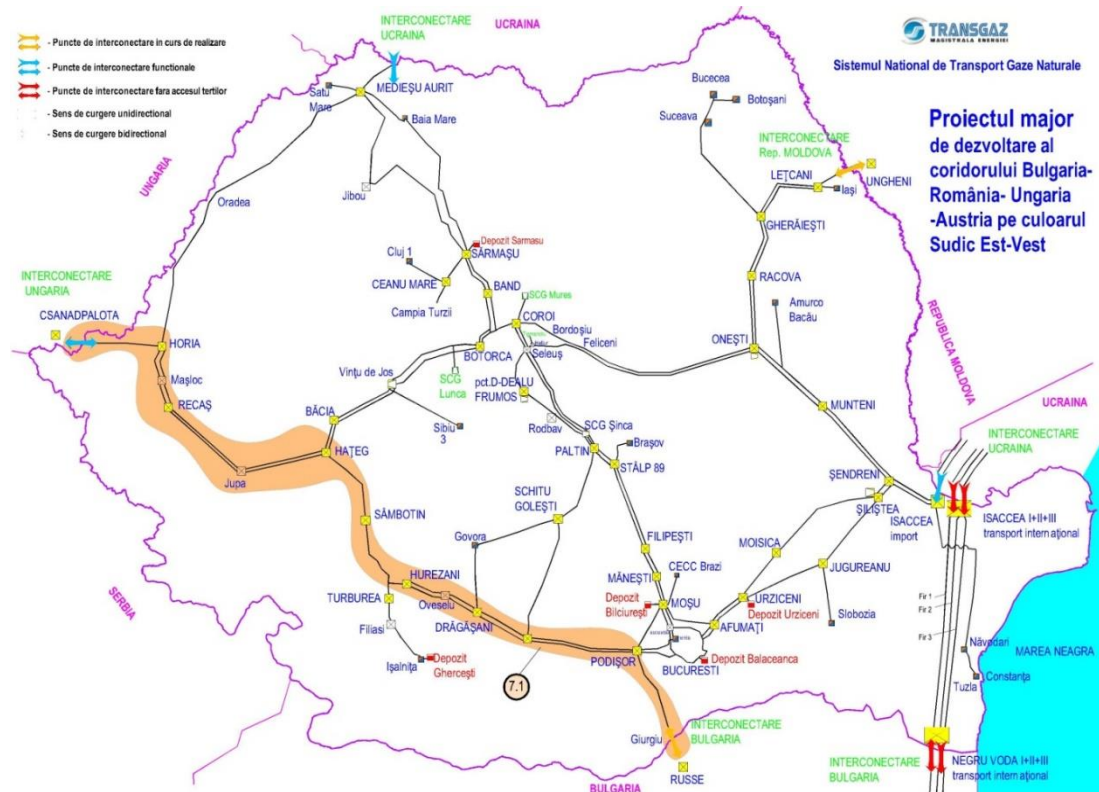 - Puncte de interconectare in curs de realizare
- Puncte de interconectare functionale
- Puncte de interconectare fara accesul tertilor
- Sens de curgere unidirectional
- Sens de curgere bidirectional
TRANSGAZ
MAGISTRALA ENERGIEI
Sistemul National de Transport Gaze Naturale
Proiectul major
de dezvoltare al
coridorului Bulgaria-
România- Ungaria
-Austria pe culoarul
Sudic Est-Vest
INTERCONECTARE
UCRAINA
UCRAINA
MEDIEŞU AURIT
Satu
Mare
Baia Mare
Jibou
UNGARIA
Oradea
Bucecea
Botoşani
Suceava
INTERCONECTARE
Rep. MOLDOVA
LEŢCANI
UNGHENI
Iaşi
GHERĂIEŞTI
RACOVA
REPUBLICA MOLDOVA
Depozit Sarmasu
SĂRMAŞU
Cluj 1
CEANU MARE
Campia Turzii
BAND
SCG Mures
COROI
Bordoşiu
Feliceni
Seleuş
BOTORCA
SCG
Lunca
Amurco
Bacău
ONEŞTI
MUNTENI
INTERCONECTARE
UNGARIA
CSANADPALOTA
HORIA
Maşloc
RECAŞ
Jupa
Vinţu de Jos
BĂCIA
HAŢEG
Sibiu
3
pct.D-DEALU
FRUMOS
Rodbav
SCG Şinca
PALTIN
Braşov
STÂLP 89
SÂMBOTIN
SCHITU
GOLEŞTI
Govora
FILIPEŞTI
MĂNEŞTI
CECC Brazi
MOŞU
Depozit
Bilciureşti
UCRAINA
INTERCONECTARE
UCRAINA
ŞENDRENI
ŞILIŞTEA
ISACCEA
import
ISACCEA I+II+III
transport internaţional
MOISICA
JUGUREANU
URZICENI
Depozit Urziceni
Slobozia
AFUMAŢI
SERBIA
TURBUREA
HUREZANI
Oveselu
Filiasi
DRĂGĂŞANI
Işalniţa
Depozit
Gherceşti
7.1
PODIŞOR
BUCURESTI
Depozit Balaceanca
Fir 1
Fir 2
Fir 3
Năvodari
MAREA NEAGRA
Constanţa
Tuzla
Giurgiu
INTERCONECTARE
BULGARIA
RUSSE
BULGARIA
INTERCONECTARE
BULGARIA
NEGRU VODA I+II+III
transport internaţional